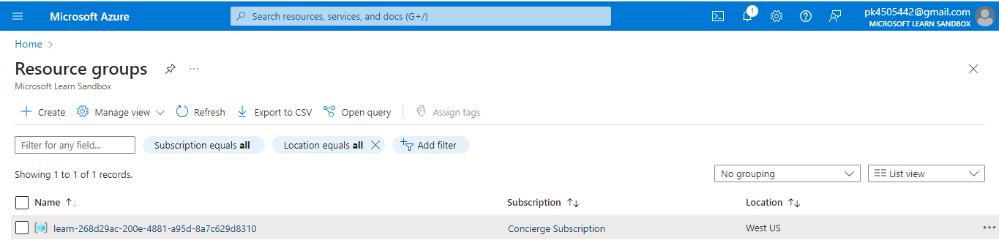 Microsoft Azure Search resources, services, and docs (G+/) 1 pk4505442@gmail.com
MICROSOFT LEARN SANDBOX
Home >
Resource groups ...
Microsoft Learn Sandbox
+ Create Manage view Refresh Export to CSV Open query Assign tags
Filter for any field... Subscription equals all Location equals all Add filter
Showing 1 to 1 of 1 records. No grouping List view
Name Subscription Location
learn-268d29ac-200e-4881-a95d-8a7c629d8310 Concierge Subscription West US